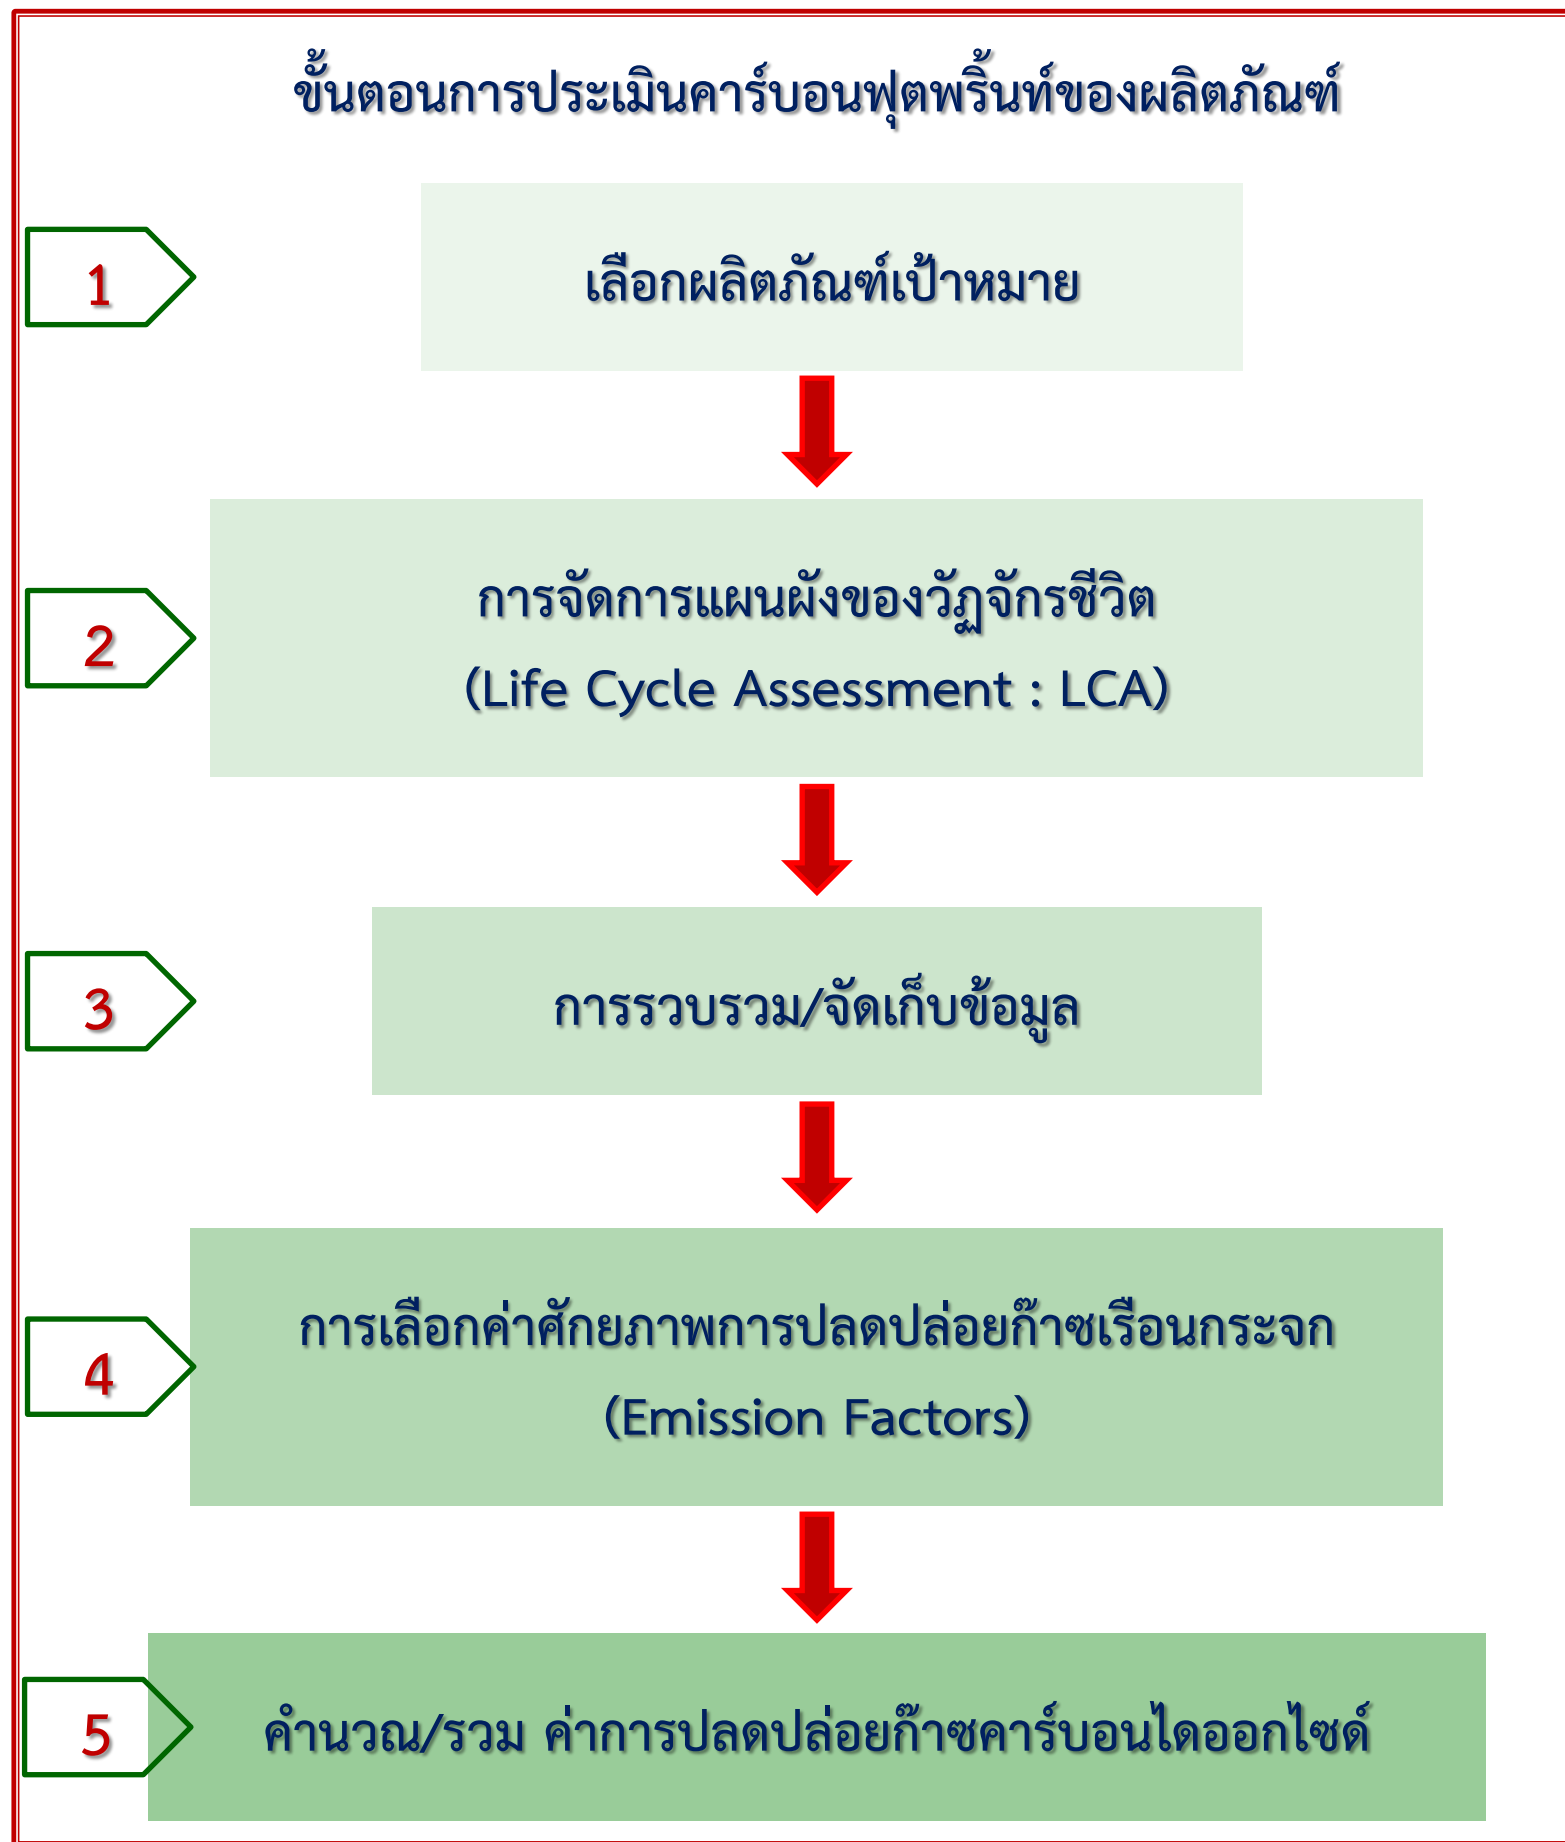 ขั้นตอนการประเมินคาร์บอนฟุตพริ้นท์ของผลิตภัณฑ์
1
เลือกผลิตภัณฑ์เป้าหมาย
2
การจัดการแผนผังของวัฏจักรชีวิต
(Life Cycle Assessment : LCA)
3
การรวบรวม/จัดเก็บข้อมูล
4
การเลือกค่าศักยภาพการปลดปล่อยก๊าซเรือนกระจก
(Emission Factors)
5
คำนวณ/รวม ค่าการปลดปล่อยก๊าซคาร์บอนไดออกไซด์